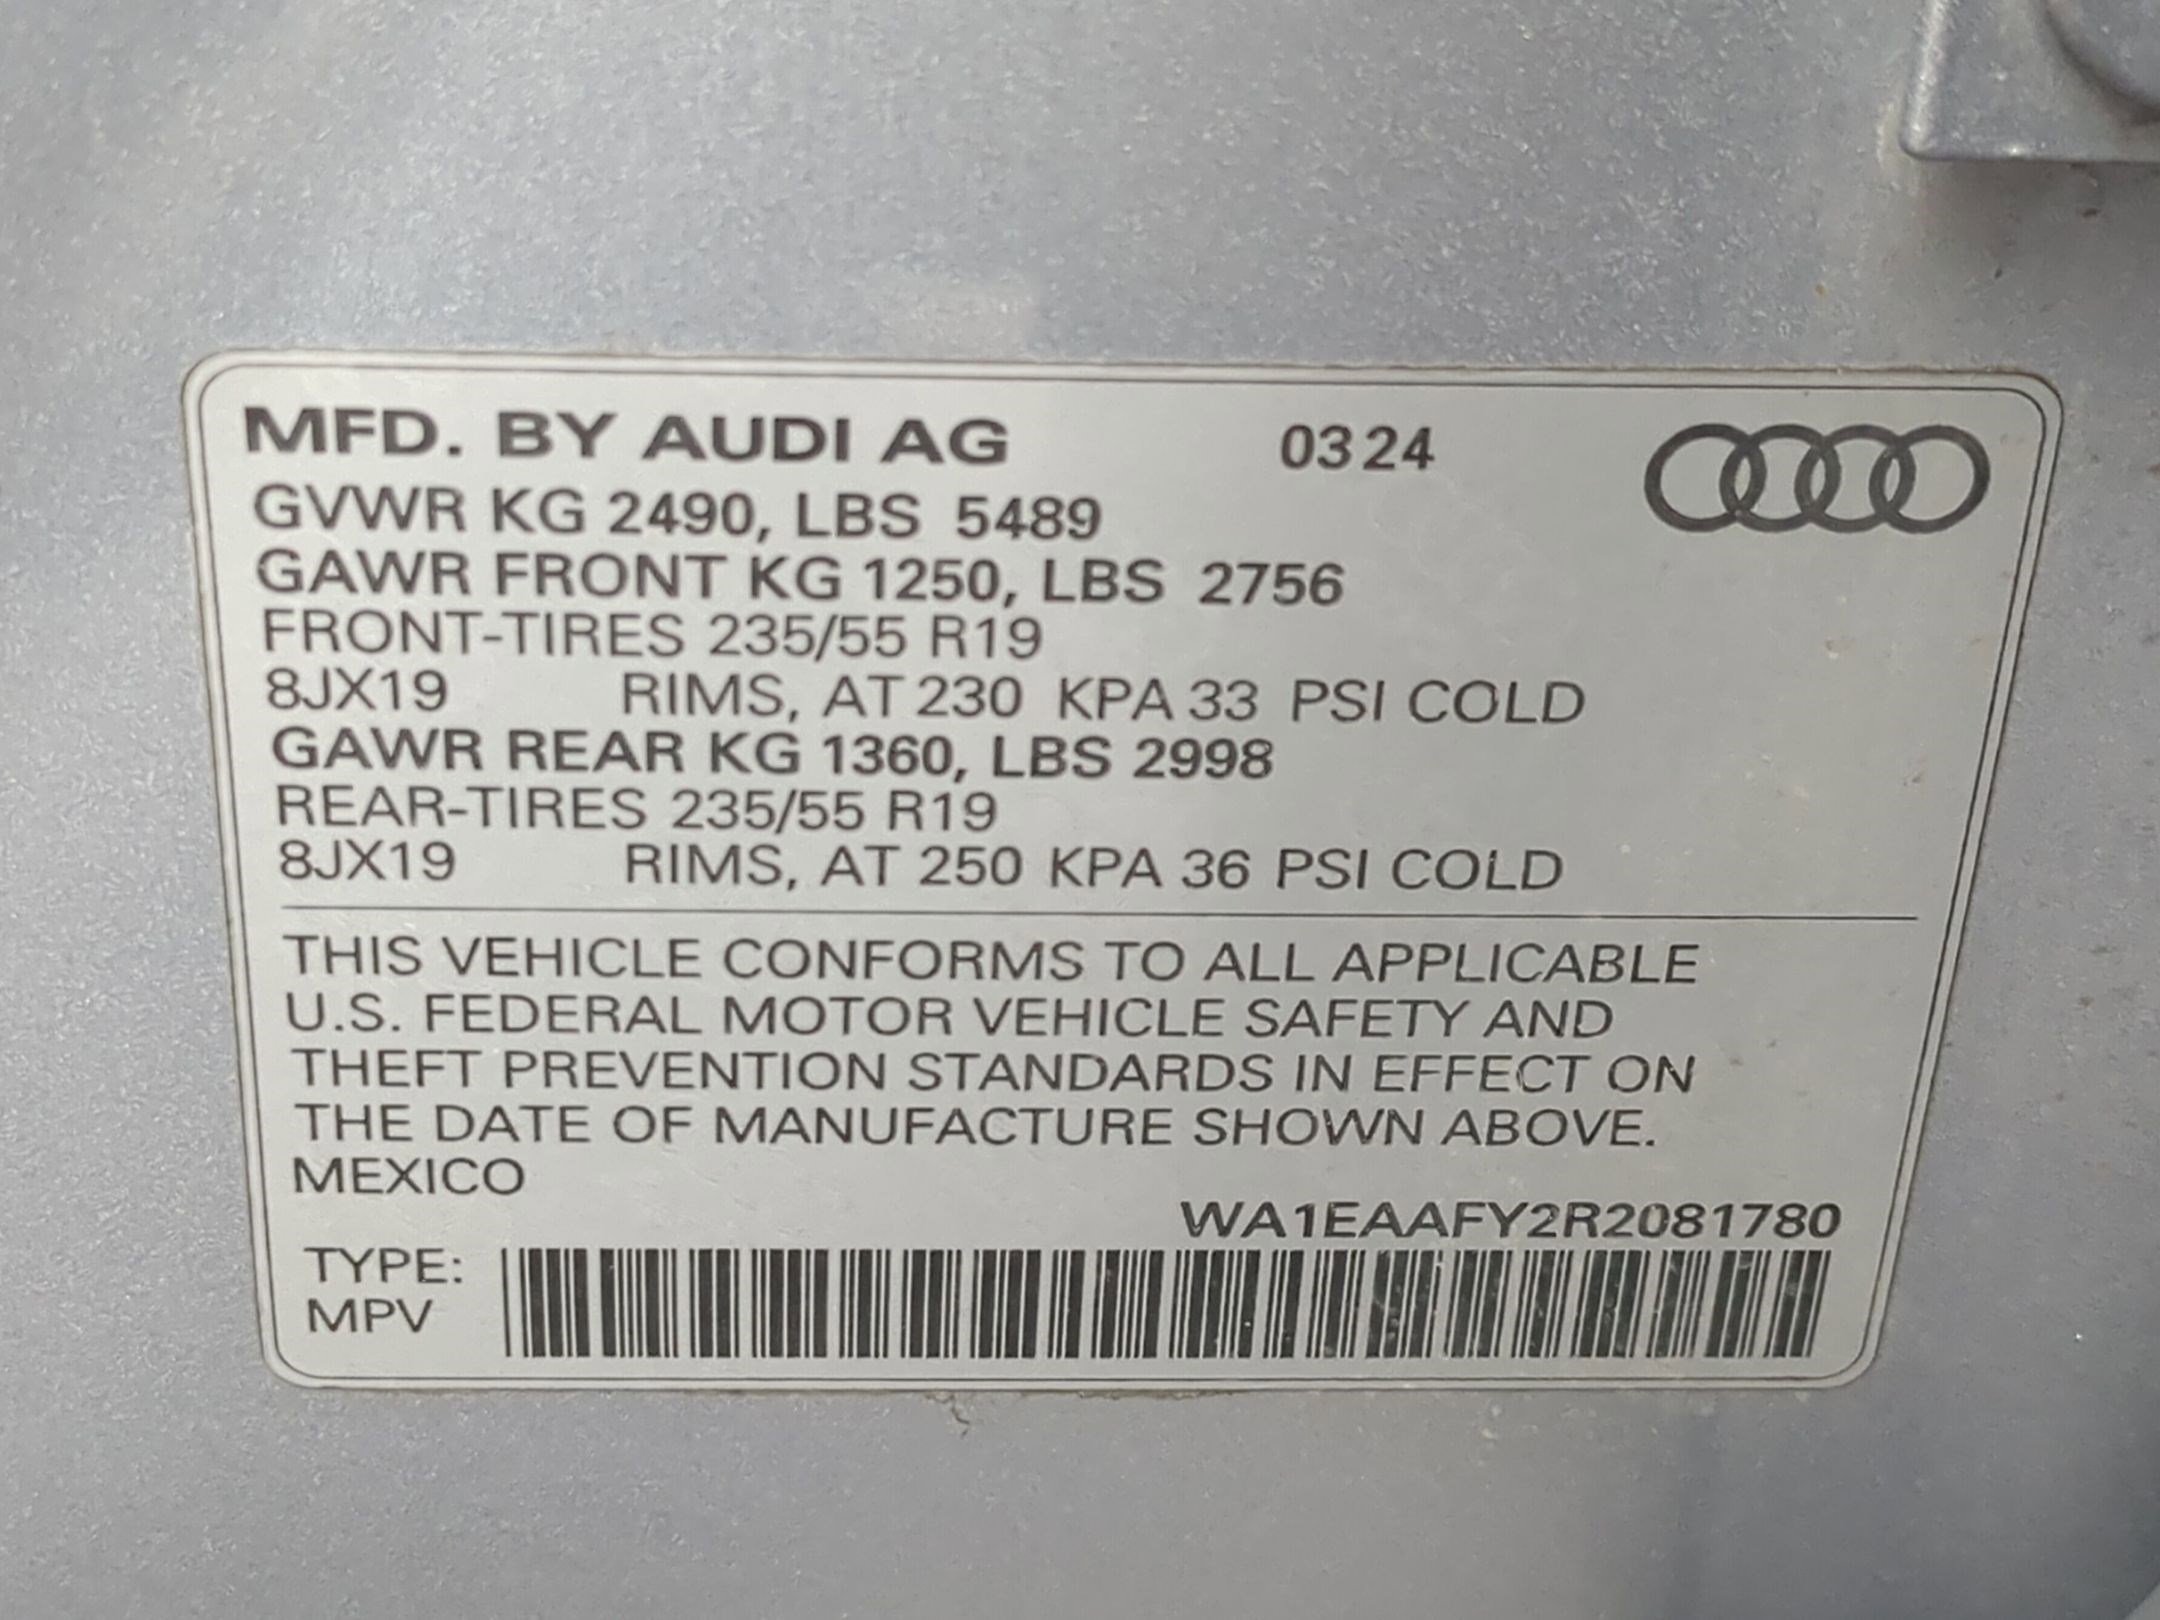 MFD. BY AUDI AG 0324
GVWR KG 2490, LBS 5489
GAWR FRONT KG 1250, LBS 2756
FRONT-TIRES 235/55 R19
8JX19 RIMS, AT 230 KPA 33 PSI COLD
GAWR REAR KG 1360, LBS 2998
REAR-TIRES 235/55 R19
8JX19 RIMS, AT 250 KPA 36 PSI COLD
THIS VEHICLE CONFORMS TO ALL APPLICABLE
U.S. FEDERAL MOTOR VEHICLE SAFETY AND
THEFT PREVENTION STANDARDS IN EFFECT ON
THE DATE OF MANUFACTURE SHOWN ABOVE.
MEXICO
WA1EAAFY2R2081780
TYPE:
MPV